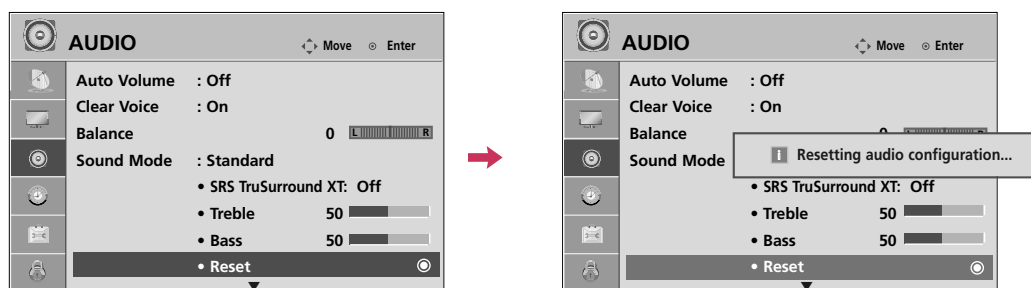 AUDIO
Move Enter
Auto Volume : Off
Clear Voice : On
Balance 0 L R
Sound Mode : Standard
• SRS TruSurround XT: Off
• Treble 50
• Bass 50
• Reset
AUDIO
Move Enter
Auto Volume : Off
Clear Voice : On
Balance
Sound Mode
i Resetting audio configuration...
• SRS TruSurround XT: Off
• Treble 50
• Bass 50
• Reset